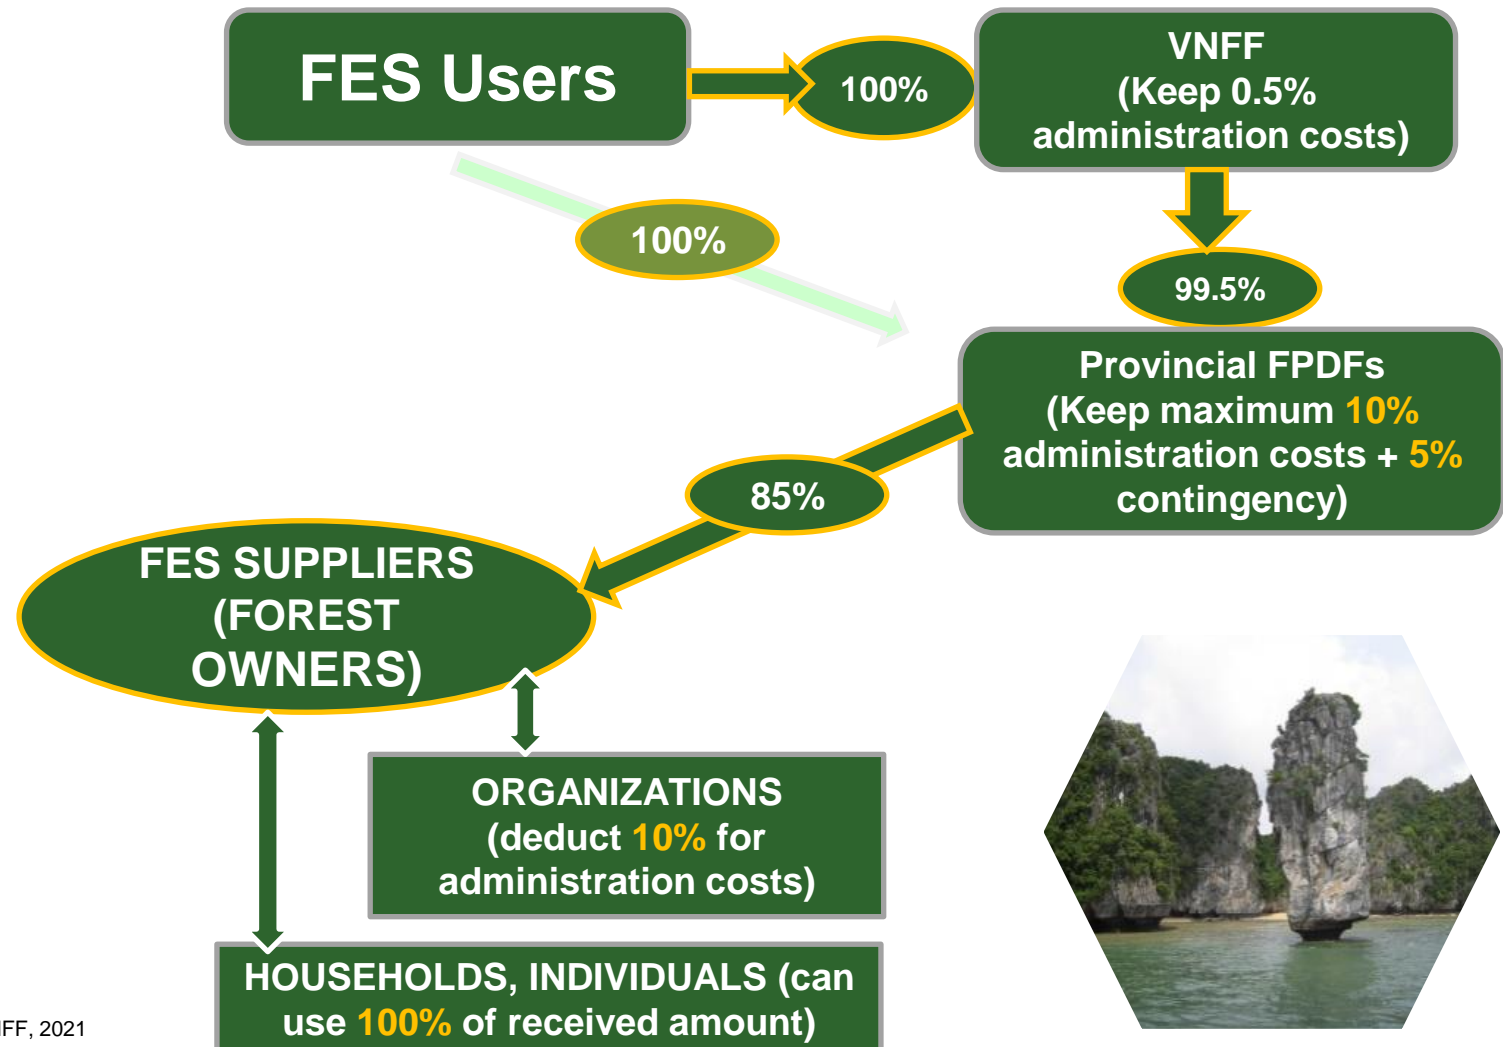 FES Users
100%
VNFF
(Keep 0.5%
administration costs)
100%
99.5%
Provincial FPDFs
(Keep maximum 10%
administration costs + 5%
contingency)
85%
FES SUPPLIERS
(FOREST
OWNERS)
ORGANIZATIONS
(deduct 10% for
administration costs)
HOUSEHOLDS, INDIVIDUALS (can
use 100% of received amount)
FF, 2021